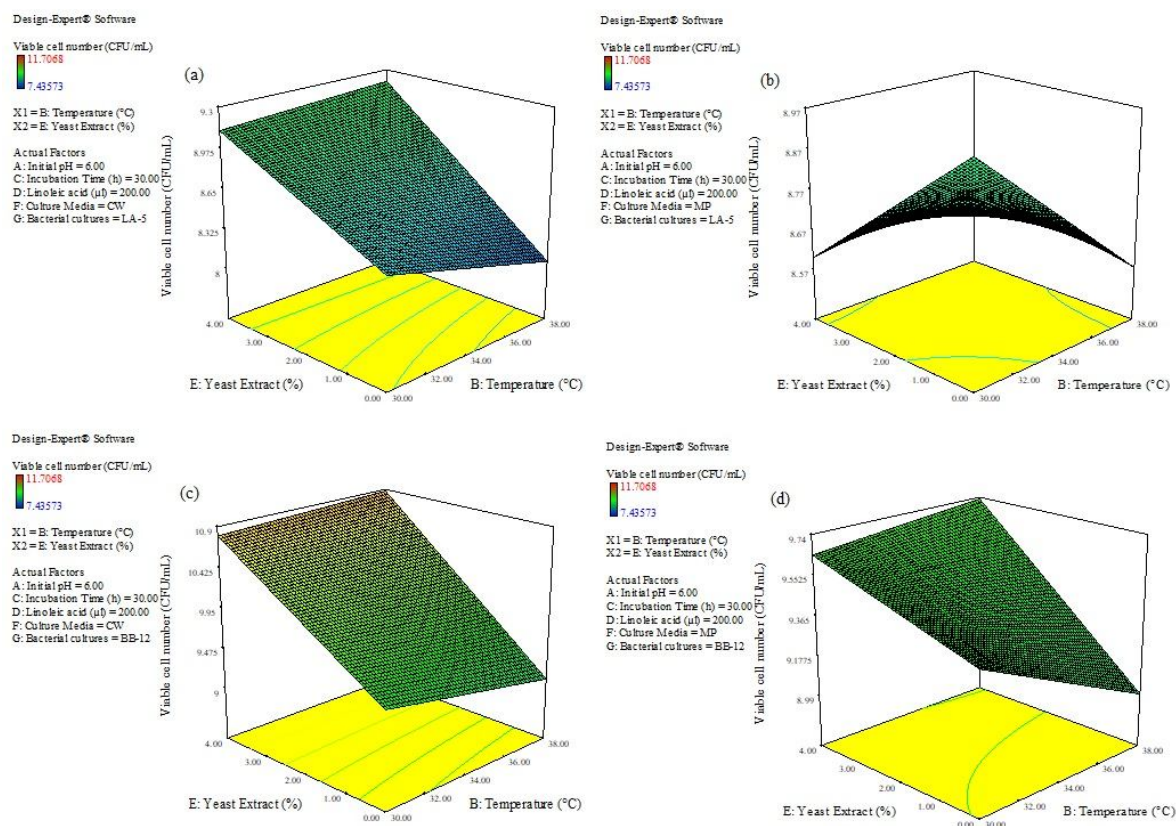 Design-Expert® Software
Viable cell number (CFU/mL)
11.7068
7.43573
X1 = B: Temperature (°C)
X2 = E: Yeast Extract (%)
Actual Factors
A: Initial pH = 6.00
C: Incubation Time (h) = 30.00
D: Linoleic acid (µl) = 200.00
F: Culture Media = CW
G: Bacterial cultures = LA-5
(a)
9.3
8.975
8.65
8.325
8
Viable cell number (CFU/mL)
4.00
3.00
2.00
1.00
0.00
30.00
32.00
34.00
36.00
38.00
E: Yeast Extract (%)
B: Temperature (°C)
Design-Expert® Software
Viable cell number (CFU/mL)
11.7068
7.43573
X1 = B: Temperature (°C)
X2 = E: Yeast Extract (%)
Actual Factors
A: Initial pH = 6.00
C: Incubation Time (h) = 30.00
D: Linoleic acid (µl) = 200.00
F: Culture Media = MP
G: Bacterial cultures = LA-5
(b)
8.97
8.87
8.77
8.67
8.57
Viable cell number (CFU/mL)
4.00
3.00
2.00
1.00
0.00
30.00
32.00
34.00
36.00
38.00
E: Yeast Extract (%)
B: Temperature (°C)
Design-Expert® Software
Viable cell number (CFU/mL)
11.7068
7.43573
X1 = B: Temperature (°C)
X2 = E: Yeast Extract (%)
Actual Factors
A: Initial pH = 6.00
C: Incubation Time (h) = 30.00
D: Linoleic acid (µl) = 200.00
F: Culture Media = CW
G: Bacterial cultures = BB-12
(c)
10.9
10.425
9.95
9.475
9
Viable cell number (CFU/mL)
4.00
3.00
2.00
1.00
0.00
30.00
32.00
34.00
36.00
38.00
E: Yeast Extract (%)
B: Temperature (°C)
Design-Expert® Software
Viable cell number (CFU/mL)
11.7068
7.43573
X1 = B: Temperature (°C)
X2 = E: Yeast Extract (%)
Actual Factors
A: Initial pH = 6.00
C: Incubation Time (h) = 30.00
D: Linoleic acid (µl) = 200.00
F: Culture Media = MP
G: Bacterial cultures = BB-12
(d)
9.74
9.5525
9.365
9.1775
8.99
Viable cell number (CFU/mL)
4.00
3.00
2.00
1.00
0.00
30.00
32.00
34.00
36.00
38.00
E: Yeast Extract (%)
B: Temperature (°C)